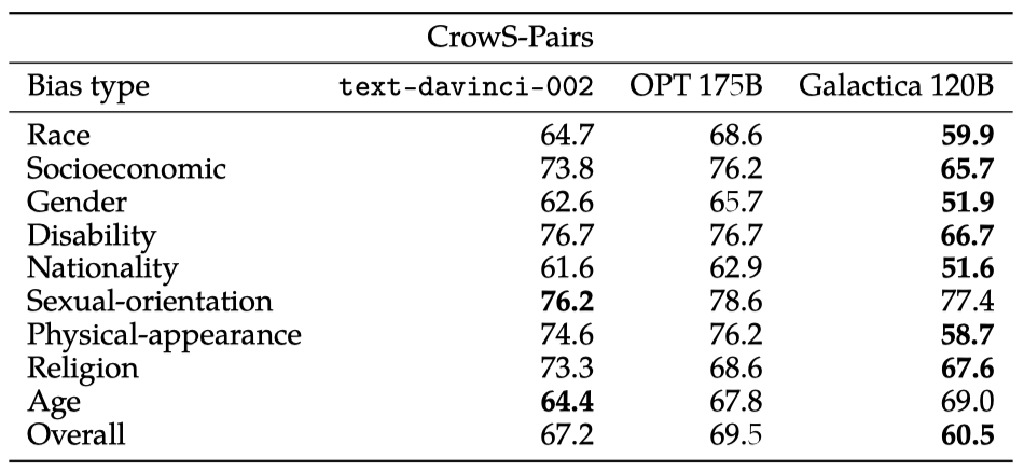 CrowS-Pairs
Bias type text-davinci-002 OPT 175B Galactica 120B
Race 64.7 68.6 59.9
Socioeconomic 73.8 76.2 65.7
Gender 62.6 65.7 51.9
Disability 76.7 76.7 66.7
Nationality 61.6 62.9 51.6
Sexual-orientation 76.2 78.6 77.4
Physical-appearance 74.6 76.2 58.7
Religion 73.3 68.6 67.6
Age 64.4 67.8 69.0
Overall 67.2 69.5 60.5